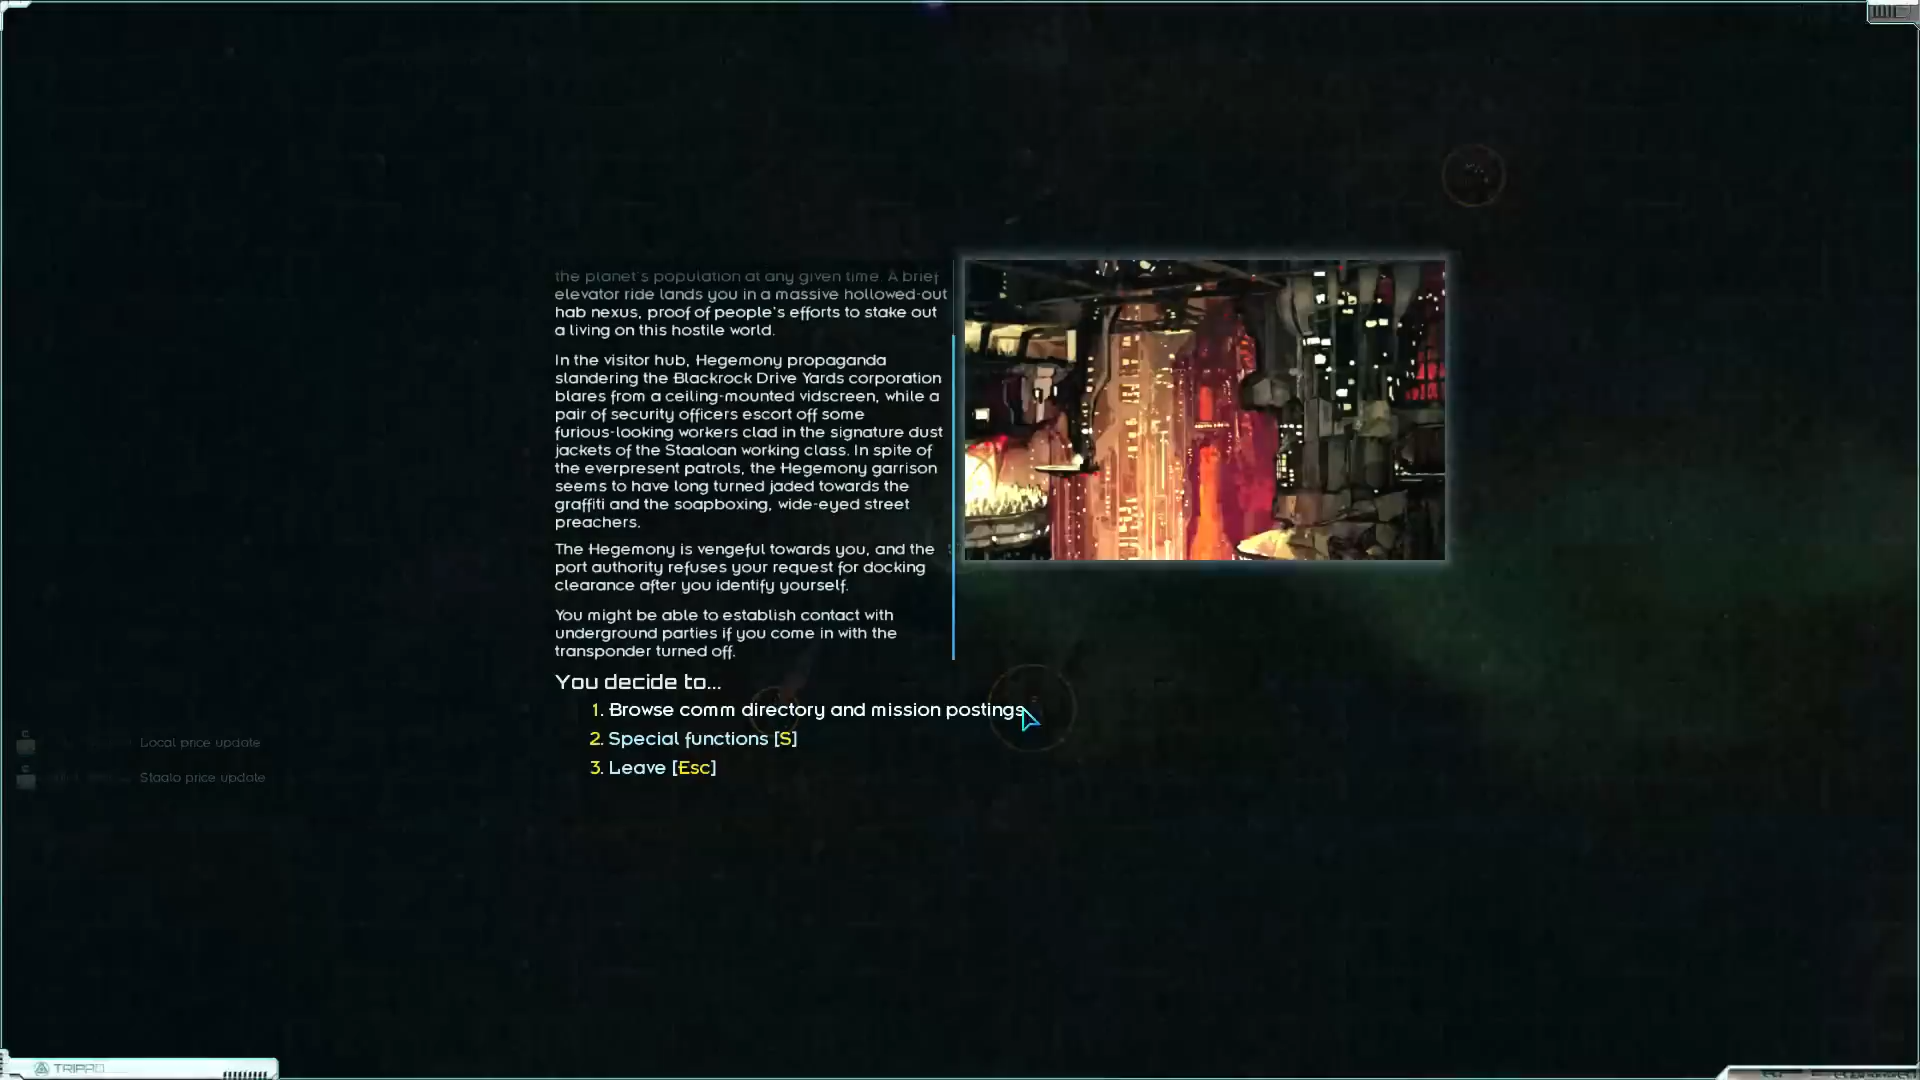 the planet's population at any given time. A brief
elevator ride lands you in a massive hollowed-out
hab nexus, proof of people's efforts to stake out
a living on this hostile world.
In the visitor hub, Hegemony propaganda
slandering the Blackrock Drive Yards corporation
blares from a ceiling-mounted vidscreen, while a
pair of security officers escort off some
furious-looking workers clad in the signature dust
jackets of the Staaloan working class. In spite of
the everpresent patrols, the Hegemony garrison
seems to have long turned jaded towards the
graffiti and the soapboxing, wide-eyed street
preachers.
The Hegemony is vengeful towards you, and the
port authority refuses your request for docking
clearance after you identify yourself.
You might be able to establish contact with
underground parties if you come in with the
transponder turned off.
You decide to...
1. Browse comm directory and mission postings
2. Special functions [S]
3. Leave [Esc]
Local price update
Staalo price update